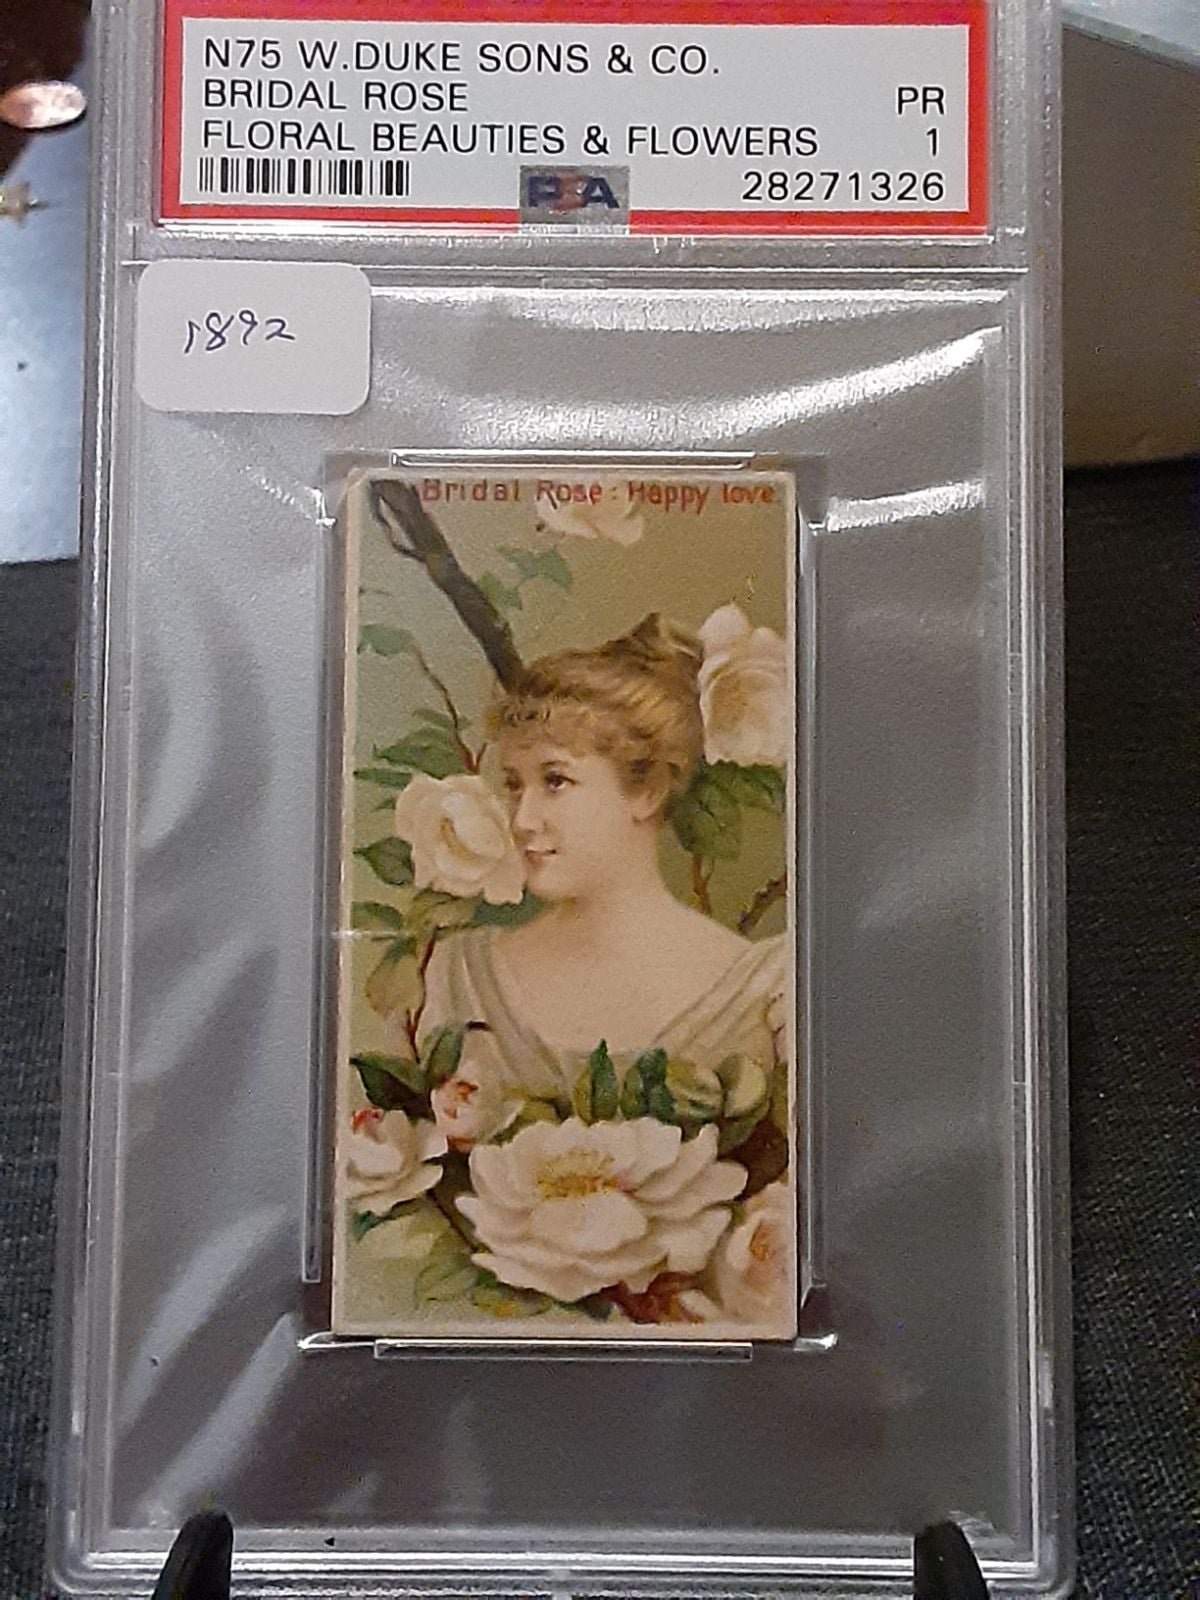 N75 W.DUKE SONS & CO.
BRIDAL ROSE PR
FLORAL BEAUTIES & FLOWERS 1
PSA 28271326
1892
Bridal Rose: Happy love.